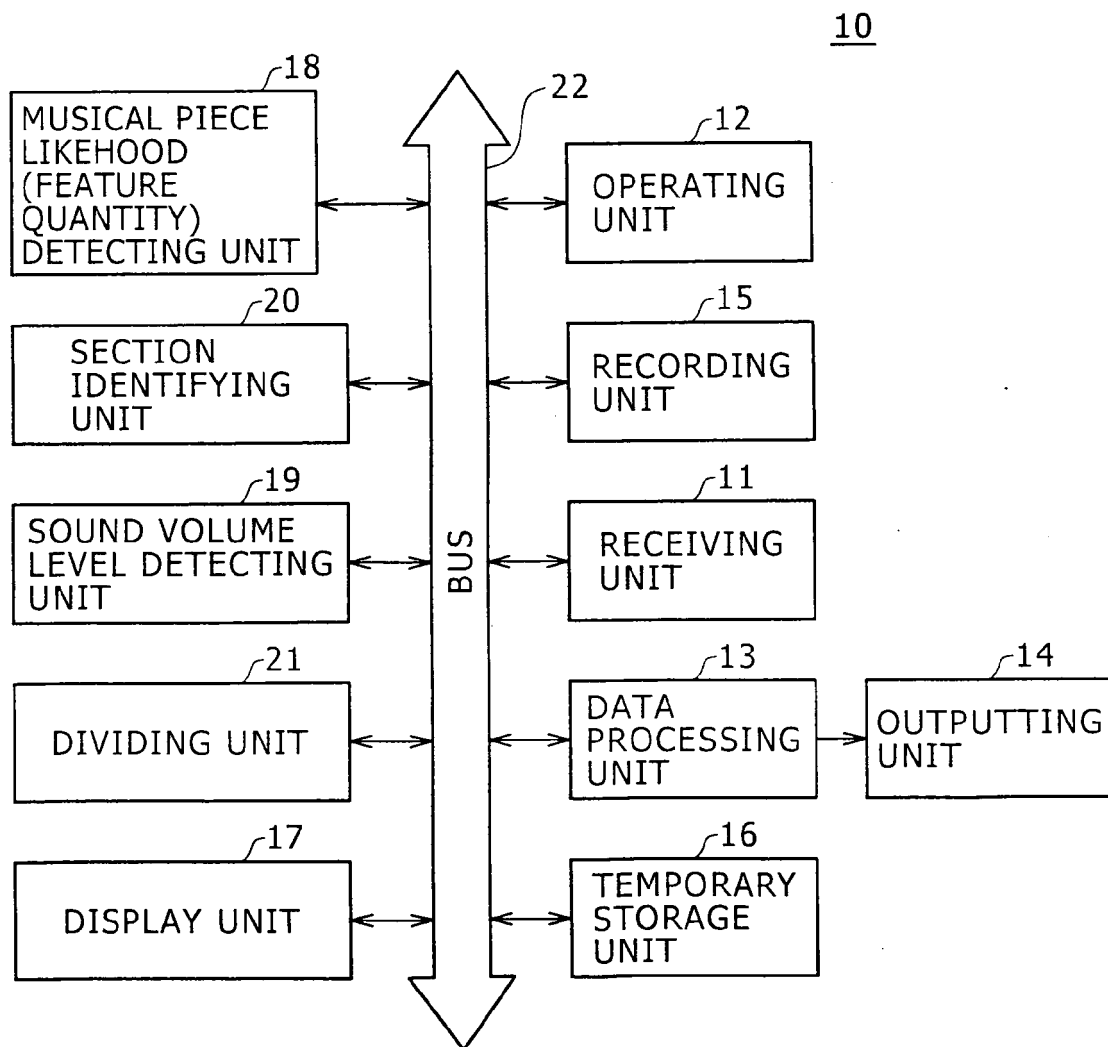 10
18
MUSICAL PIECE
LIKEHOOD
(FEATURE
QUANTITY)
DETECTING UNIT
22
12
OPERATING
UNIT
20
SECTION
IDENTIFYING
UNIT
15
RECORDING
UNIT
19
SOUND VOLUME
LEVEL DETECTING
UNIT
BUS
11
RECEIVING
UNIT
21
DIVIDING UNIT
13
DATA
PROCESSING
UNIT
14
OUTPUTTING
UNIT
17
DISPLAY UNIT
16
TEMPORARY
STORAGE
UNIT